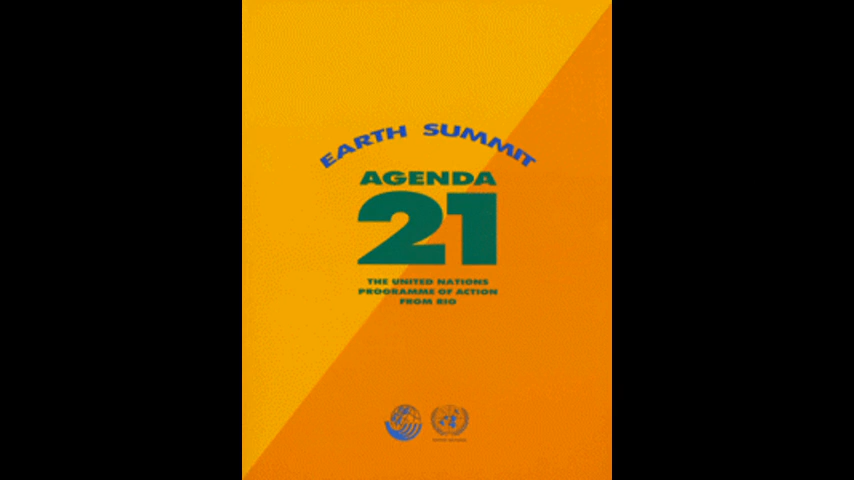 EARTH SUMMIT
AGENDA
21
THE UNITED NATIONS
PROGRAMME OF ACTION
FROM RIO